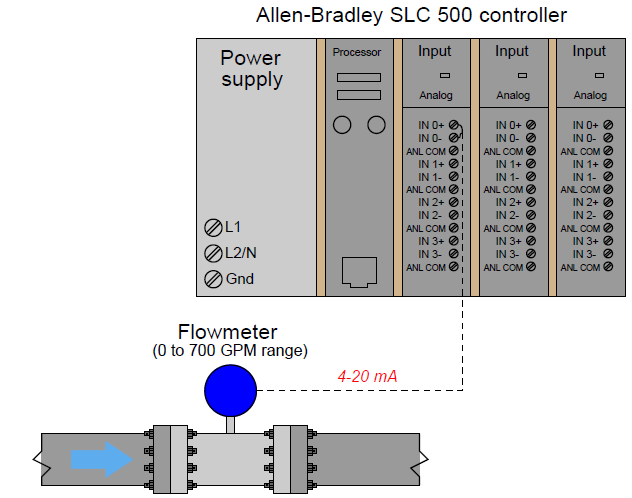 Allen-Bradley SLC 500 controller
Power
supply
L1
L2/N
Gnd
Processor
Input
Analog
IN 0+
IN 0-
ANL COM
IN 1+
IN 1-
ANL COM
IN 2+
IN 2-
ANL COM
IN 3+
IN 3-
ANL COM
Input
Analog
IN 0+
IN 0-
ANL COM
IN 1+
IN 1-
ANL COM
IN 2+
IN 2-
ANL COM
IN 3+
IN 3-
ANL COM
Input
Analog
IN 0+
IN 0-
ANL COM
IN 1+
IN 1-
ANL COM
IN 2+
IN 2-
ANL COM
IN 3+
IN 3-
ANL COM
Flowmeter
(0 to 700 GPM range)
4-20 mA